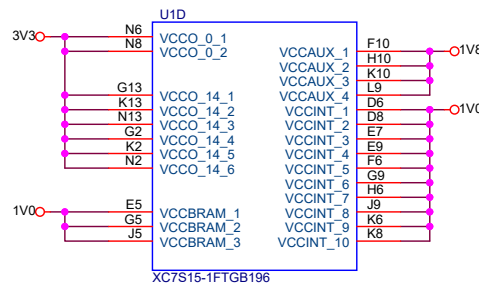 U1D
3V3
N6 VCCO_0_1
N8 VCCO_0_2
G13 VCCO_14_1
K13 VCCO_14_2
N13 VCCO_14_3
G2 VCCO_14_4
K2 VCCO_14_5
N2 VCCO_14_6
1V0
E5 VCCBRAM_1
G5 VCCBRAM_2
J5 VCCBRAM_3
VCCAUX_1 F10
1V8
VCCAUX_2 H10
VCCAUX_3 K10
VCCAUX_4 L9
VCCINT_1 D6
1V0
VCCINT_2 D8
VCCINT_3 E7
VCCINT_4 E9
VCCINT_5 F6
VCCINT_6 G9
VCCINT_7 H6
VCCINT_8 J9
VCCINT_9 K6
VCCINT_10 K8
XC7S15-1FTGB196